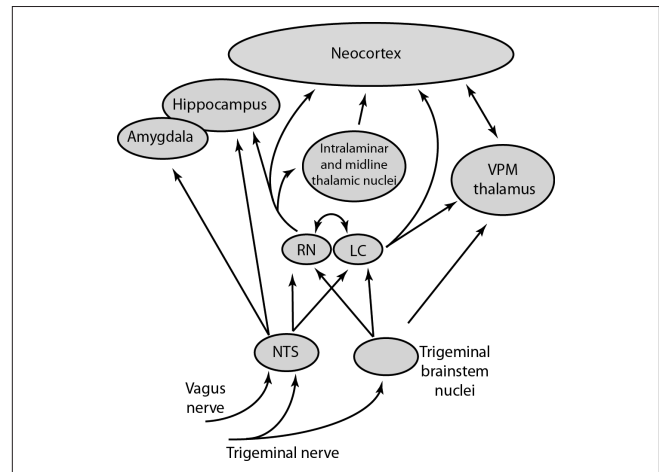 Neocortex
Hippocampus
Amygdala
Intralaminar
and midline
thalamic nuclei
VPM
thalamus
RN
LC
NTS
Trigeminal
brainstem
nuclei
Vagus
nerve
Trigeminal nerve